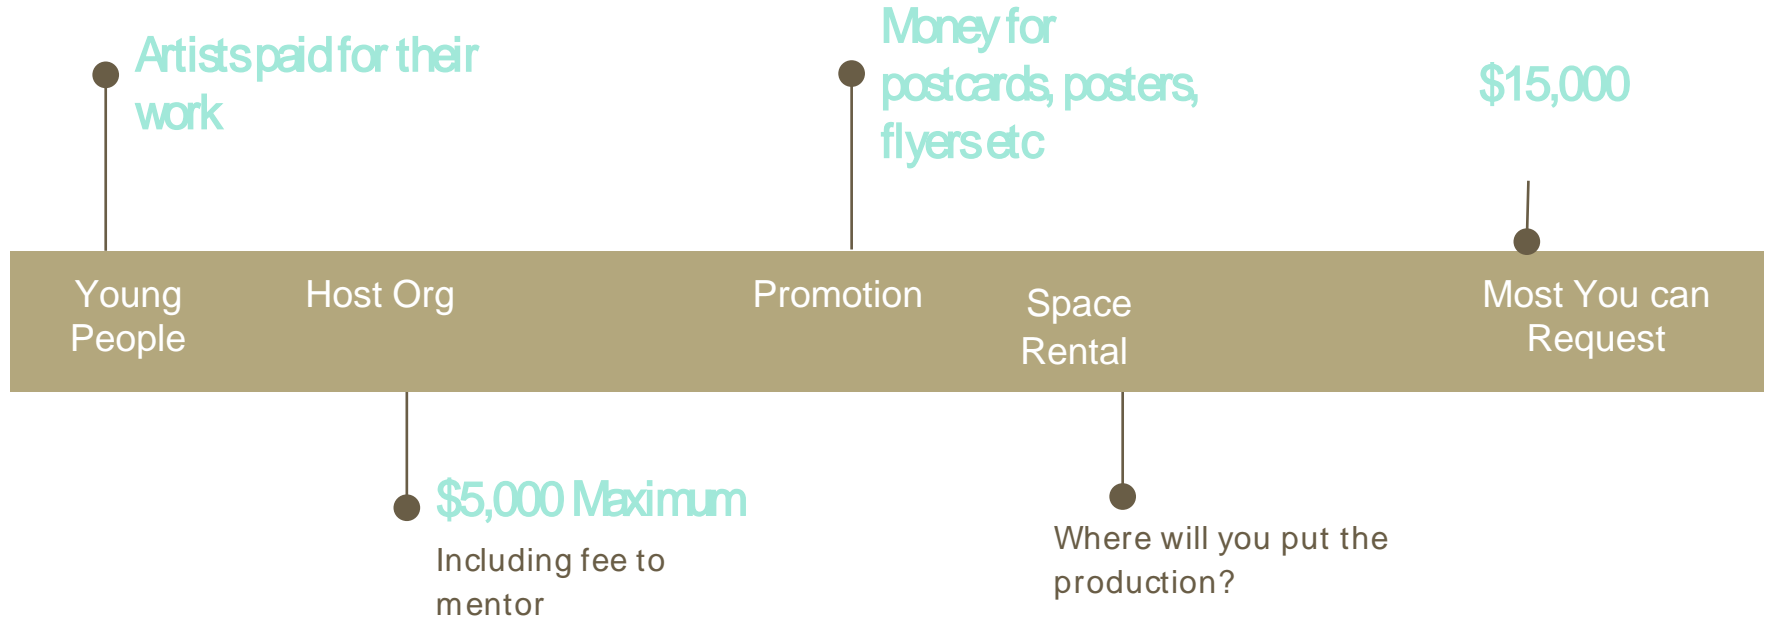 Artists paid for their
work
Money for
postcards, posters,
flyers etc
$15,000
Young
People
Host Org
Promotion
Space
Rental
Most You can
Request
$5,000 Maximum
Including fee to
mentor
Where will you put the
production?